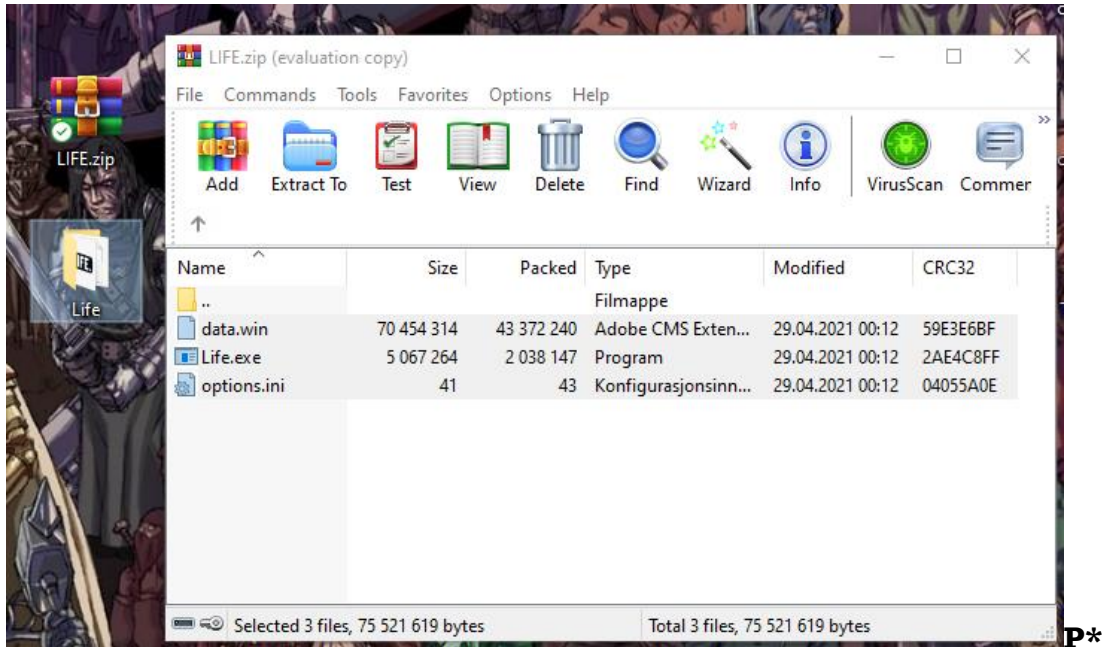 LIFE.zip (evaluation copy)
File Commands Tools Favorites Options Help
LIFE.zip
Add Extract To Test View Delete Find Wizard Info VirusScan Commer
»
Name Size Packed Type Modified CRC32
.. Filmappe
Life
data.win 70 454 314 43 372 240 Adobe CMS Exten... 29.04.2021 00:12 59E3E6BF
Life.exe 5 067 264 2 038 147 Program 29.04.2021 00:12 2AE4C8FF
options.ini 41 43 Konfigurasjonsinn... 29.04.2021 00:12 04055A0E
Selected 3 files, 75 521 619 bytes Total 3 files, 75 521 619 bytes
P*